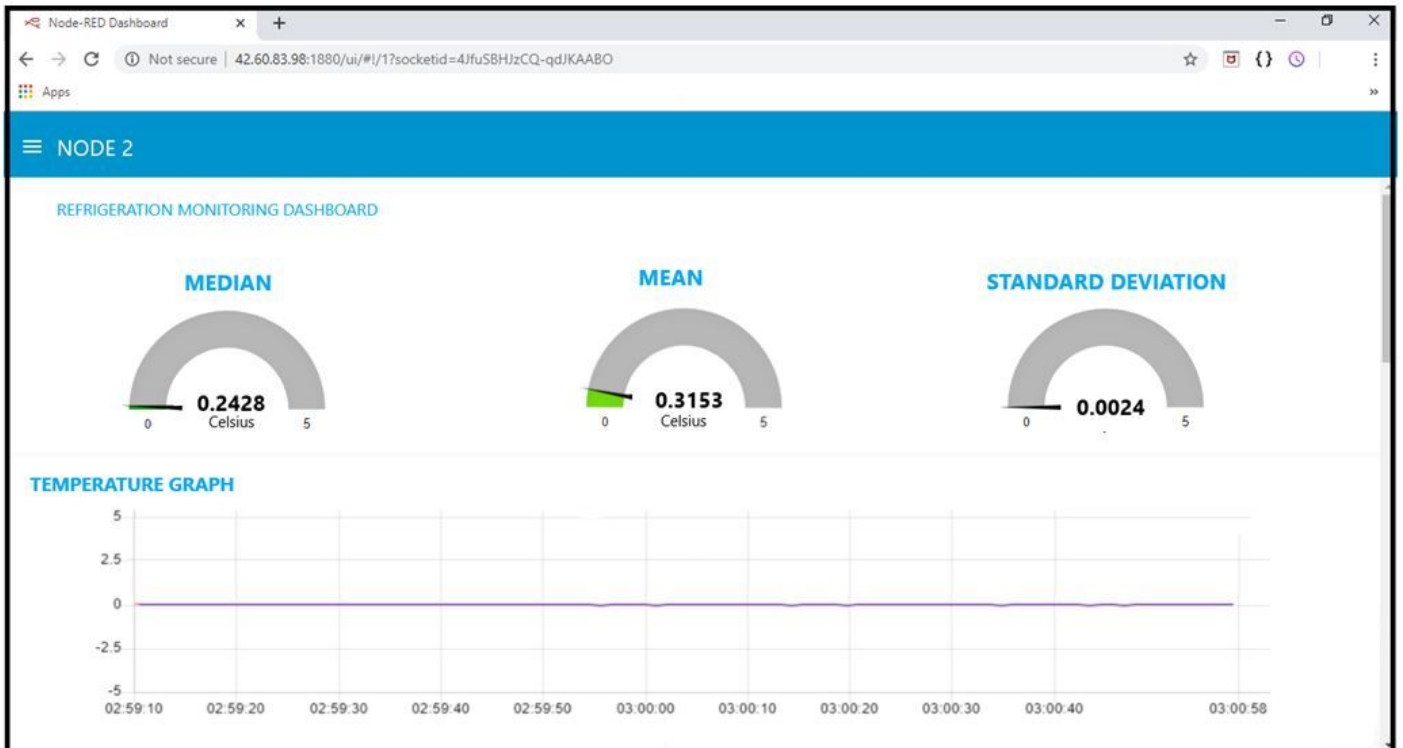 Node-RED Dashboard
Not secure | 42.60.83.98:1880/ui/#!/1?socketid=4JfuSBHJzCQ-qdJKAABO
Apps
NODE 2
REFRIGERATION MONITORING DASHBOARD
MEDIAN
0.2428
Celsius
0 5
MEAN
0.3153
Celsius
0 5
STANDARD DEVIATION
0.0024
0 5
TEMPERATURE GRAPH
5
2.5
0
-2.5
-5
02:59:10 02:59:20 02:59:30 02:59:40 02:59:50 03:00:00 03:00:10 03:00:20 03:00:30 03:00:40 03:00:58